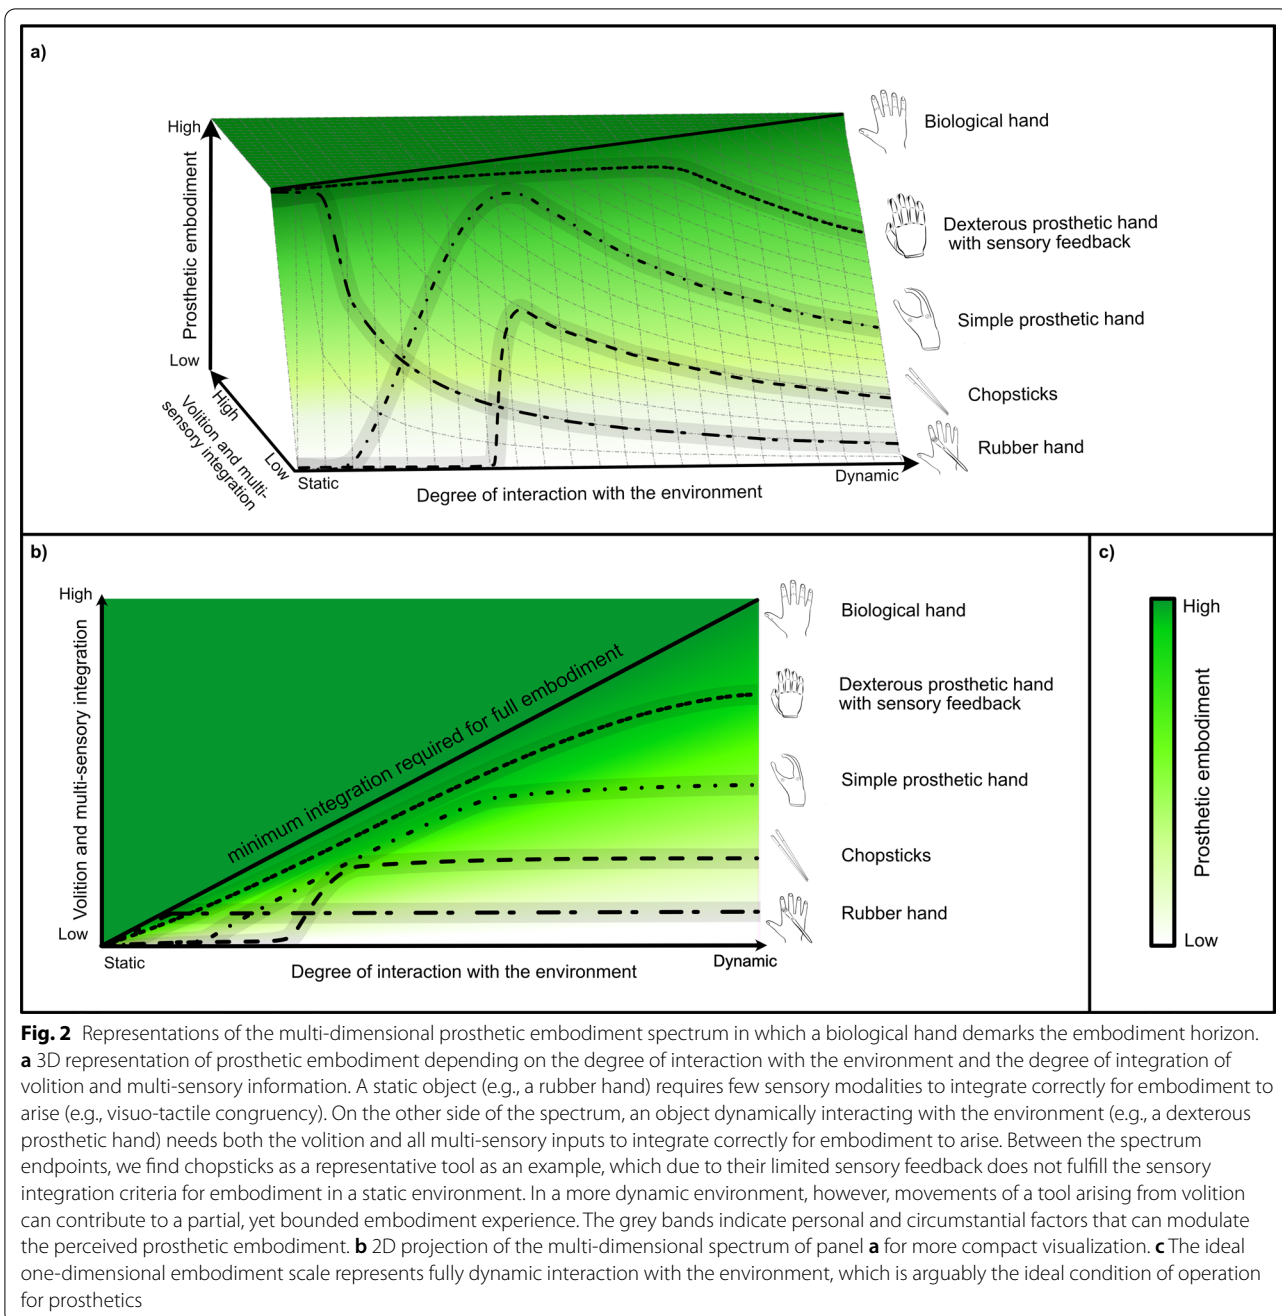 a)
High
Prosthetic embodiment
Low
High
Volition and multi-
sensory integration
Low
Static
Degree of interaction with the environment
Dynamic
Biological hand
Dexterous prosthetic hand
with sensory feedback
Simple prosthetic hand
Chopsticks
Rubber hand
b)
High
Volition and multi-sensory integration
Low
minimum integration required for full embodiment
Static
Degree of interaction with the environment
Dynamic
Biological hand
Dexterous prosthetic hand
with sensory feedback
Simple prosthetic hand
Chopsticks
Rubber hand
c)
High
Prosthetic embodiment
Low
Fig. 2 Representations of the multi-dimensional prosthetic embodiment spectrum in which a biological hand demarks the embodiment horizon.
a 3D representation of prosthetic embodiment depending on the degree of interaction with the environment and the degree of integration of
volition and multi-sensory information. A static object (e.g., a rubber hand) requires few sensory modalities to integrate correctly for embodiment to
arise (e.g., visuo-tactile congruency). On the other side of the spectrum, an object dynamically interacting with the environment (e.g., a dexterous
prosthetic hand) needs both the volition and all multi-sensory inputs to integrate correctly for embodiment to arise. Between the spectrum
endpoints, we find chopsticks as a representative tool as an example, which due to their limited sensory feedback does not fulfill the sensory
integration criteria for embodiment in a static environment. In a more dynamic environment, however, movements of a tool arising from volition
can contribute to a partial, yet bounded embodiment experience. The grey bands indicate personal and circumstantial factors that can modulate
the perceived prosthetic embodiment. b 2D projection of the multi-dimensional spectrum of panel a for more compact visualization. c The ideal
one-dimensional embodiment scale represents fully dynamic interaction with the environment, which is arguably the ideal condition of operation
for prosthetics